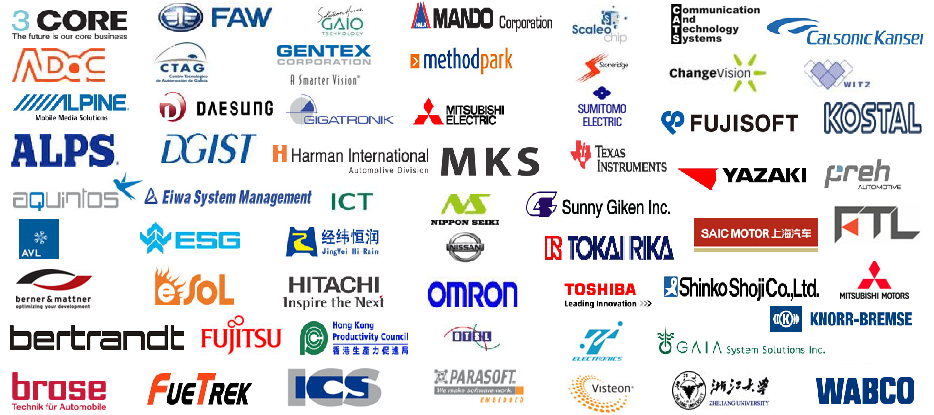 3 CORE
The future is our core business
FAW
GAIO
TECHNOLOGY
MANDO Corporation
Scaleo
chip
Communication
And
Technology
Systems
CATS
Calsonic Kansei
ADaC
CTAG
Centro Tecnológico
de Automoción de Galicia
GENTEX
CORPORATION
A Smarter Vision®
methodpark
Stoneridge
ChangeVision
WITZ
ALPINE®
Mobile Media Solutions
DAESUNG
GIGATRONIK
MITSUBISHI
ELECTRIC
SUMITOMO
ELECTRIC
FUJISOFT
KOSTAL
ALPS®
DGIST
Harman International
Automotive Division
MKS
TEXAS
INSTRUMENTS
YAZAKI
preh
AUTOMOTIVE
aquintos
Eiwa System Management
ICT
NS
NIPPON SEIKI
Sunny Giken Inc.
SAIC MOTOR 上海汽车
FTL
AVL
ESG
经纬恒润
JingWei Hi-Rain
NISSAN
TOKAI RIKA
berner & mattner
optimizing your development
eSOL
HITACHI
Inspire the Next
OMRON
TOSHIBA
Leading Innovation >>>
Shinko Shoji Co., Ltd.
MITSUBISHI MOTORS
KNORR-BREMSE
bertrandt
FUJITSU
Hong Kong
Productivity Council
香港生產力促進局
ELECTRONICS
GAIA System Solutions Inc.
brose
Technik für Automobile
FUETREK
ICS
PARASOFT
We make software work
EMBEDDED
Visteon®
浙江大学
ZHEJIANG UNIVERSITY
WABCO